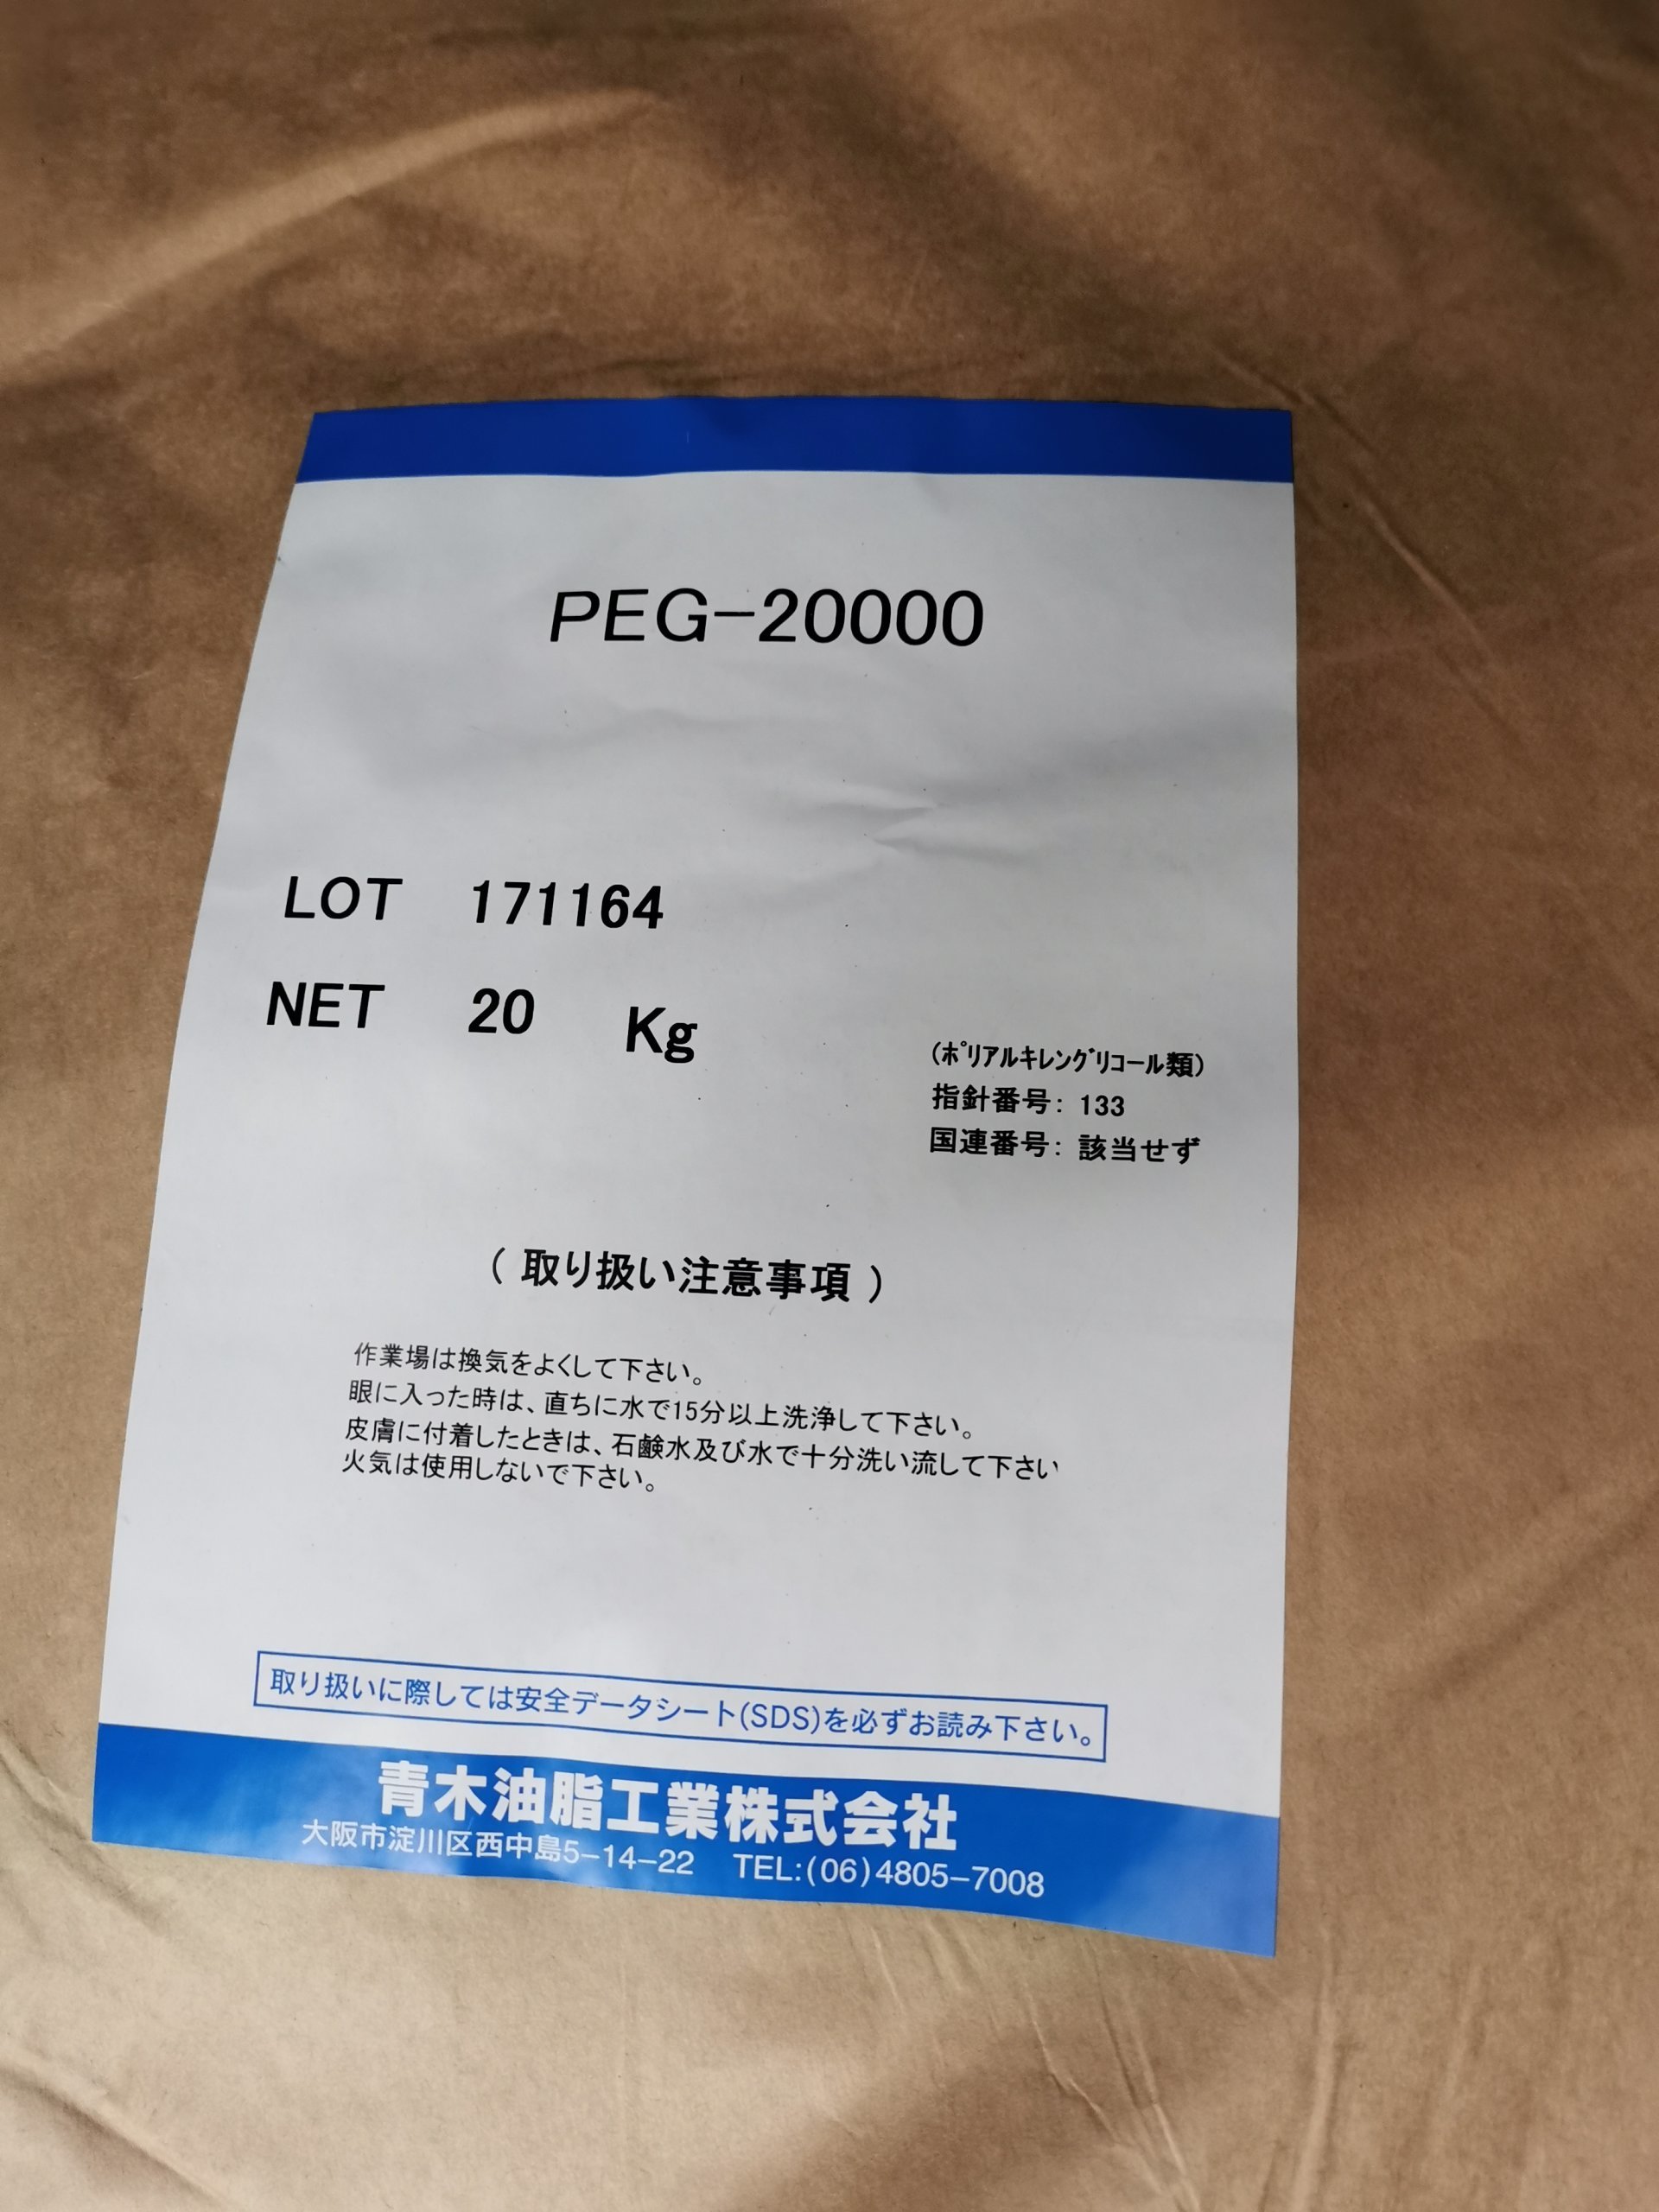 PEG-20000
LOT 171164
NET 20 Kg
(ﾎﾟﾘｱﾙｷﾚﾝｸﾞﾘｺｰﾙ類)
指針番号: 133
国連番号: 該当せず
( 取り扱い注意事項 )
作業場は換気をよくして下さい。
眼に入った時は、直ちに水で15分以上洗浄して下さい。
皮膚に付着したときは、石鹸水及び水で十分洗い流して下さい
火気は使用しないで下さい。
取り扱いに際しては安全データシート(SDS)を必ずお読み下さい。
青木油脂工業株式会社
大阪市淀川区西中島5-14-22 TEL:(06)4805-7008